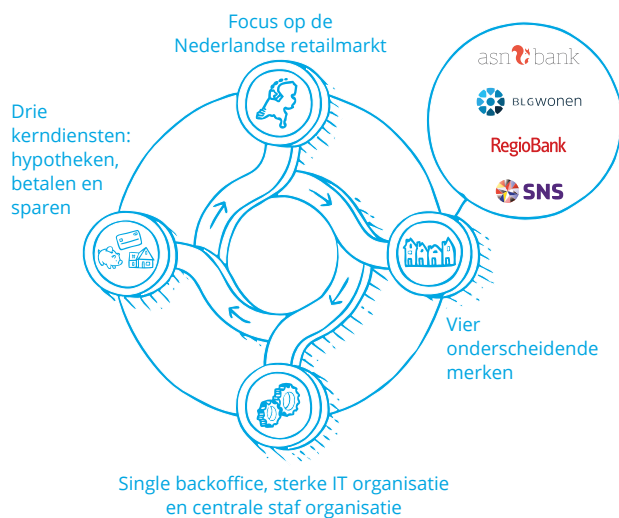 Focus op de
Nederlandse retailmarkt
asn bank
BLGWONEN
RegioBank
SNS
Drie
kerndiensten:
hypotheken,
betalen en
sparen
Vier
onderscheidende
merken
Single backoffice, sterke IT organisatie
en centrale staf organisatie